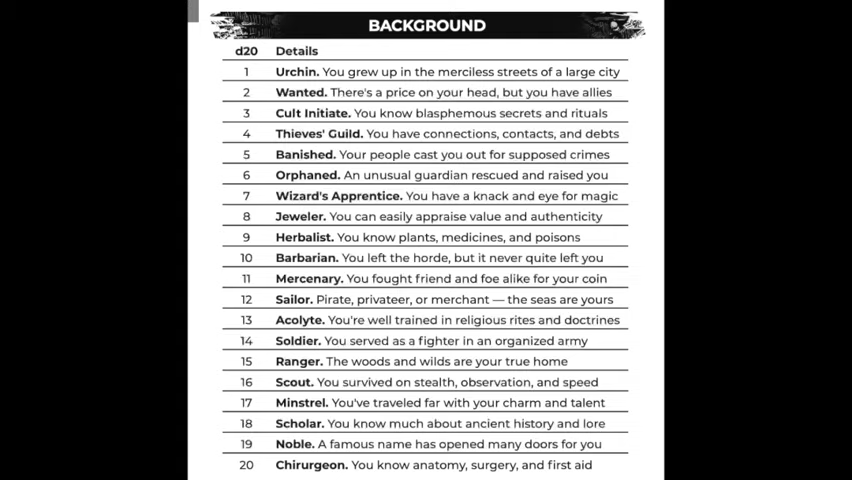 BACKGROUND
d20 Details
1 Urchin. You grew up in the merciless streets of a large city
2 Wanted. There's a price on your head, but you have allies
3 Cult Initiate. You know blasphemous secrets and rituals
4 Thieves' Guild. You have connections, contacts, and debts
5 Banished. Your people cast you out for supposed crimes
6 Orphaned. An unusual guardian rescued and raised you
7 Wizard's Apprentice. You have a knack and eye for magic
8 Jeweler. You can easily appraise value and authenticity
9 Herbalist. You know plants, medicines, and poisons
10 Barbarian. You left the horde, but it never quite left you
11 Mercenary. You fought friend and foe alike for your coin
12 Sailor. Pirate, privateer, or merchant — the seas are yours
13 Acolyte. You're well trained in religious rites and doctrines
14 Soldier. You served as a fighter in an organized army
15 Ranger. The woods and wilds are your true home
16 Scout. You survived on stealth, observation, and speed
17 Minstrel. You've traveled far with your charm and talent
18 Scholar. You know much about ancient history and lore
19 Noble. A famous name has opened many doors for you
20 Chirurgeon. You know anatomy, surgery, and first aid